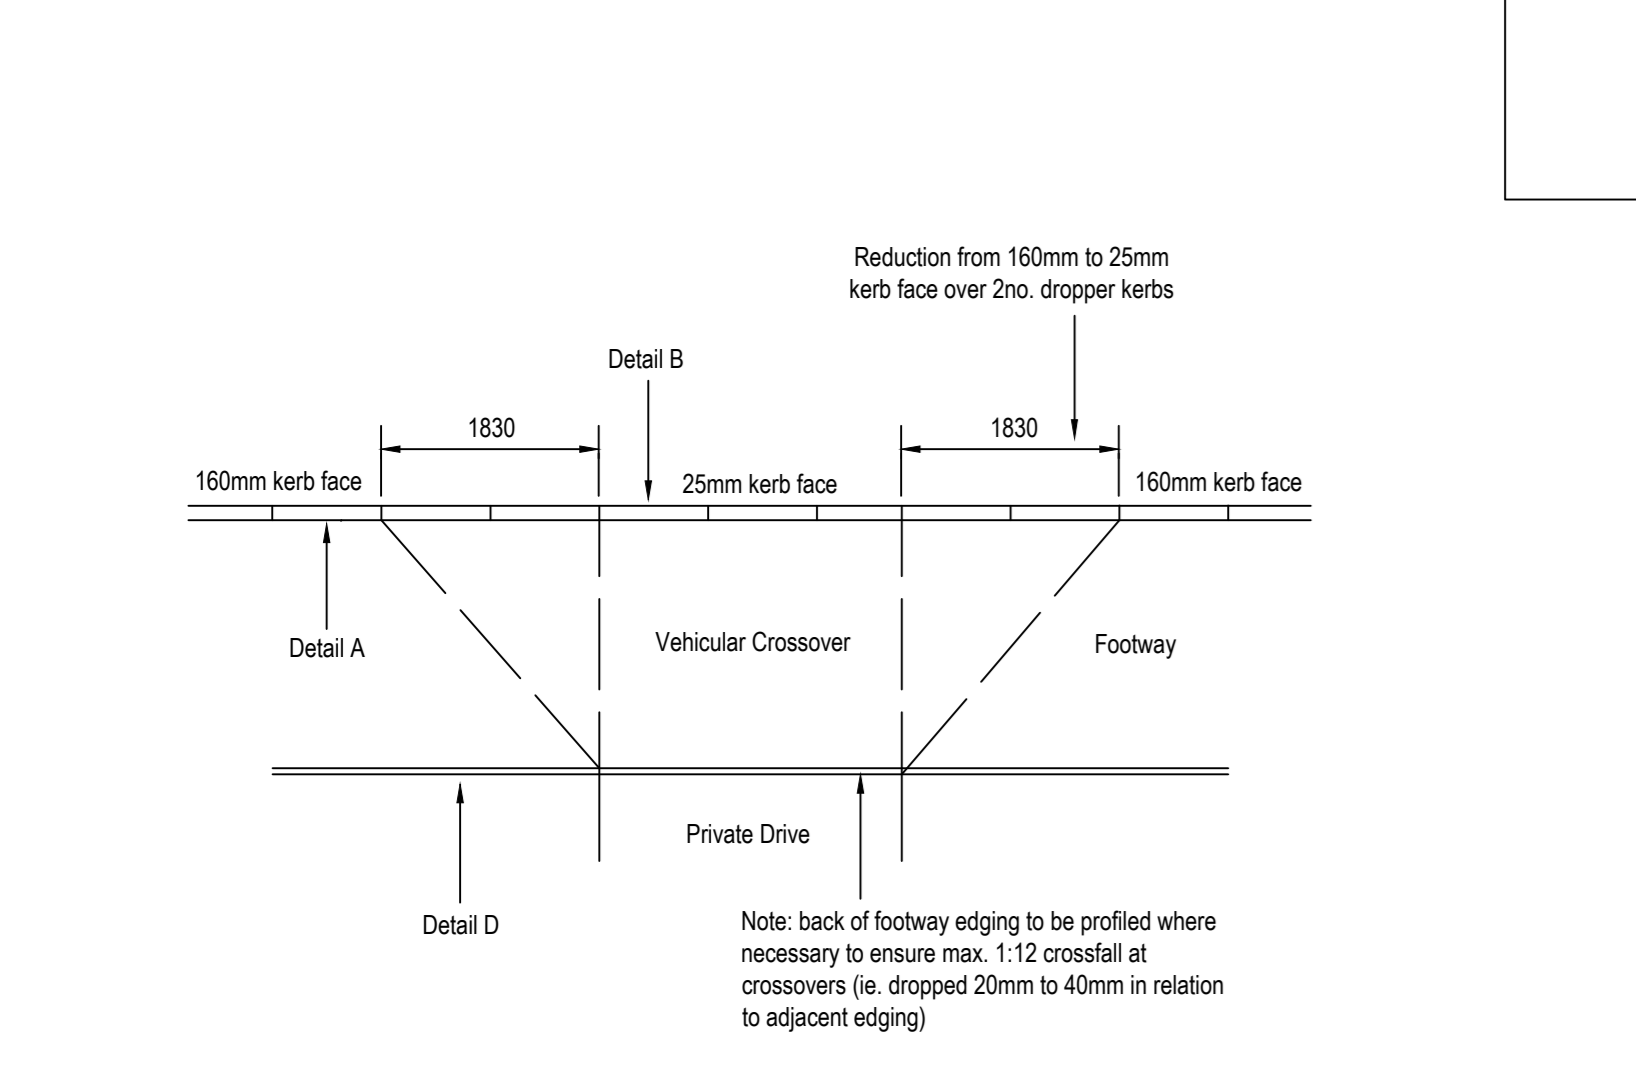 Reduction from 160mm to 25mm
kerb face over 2no. dropper kerbs
Detail B
1830
1830
160mm kerb face
25mm kerb face
160mm kerb face
Detail A
Vehicular Crossover
Footway
Private Drive
Detail D
Note: back of footway edging to be profiled where
necessary to ensure max. 1:12 crossfall at
crossovers (ie. dropped 20mm to 40mm in relation
to adjacent edging)